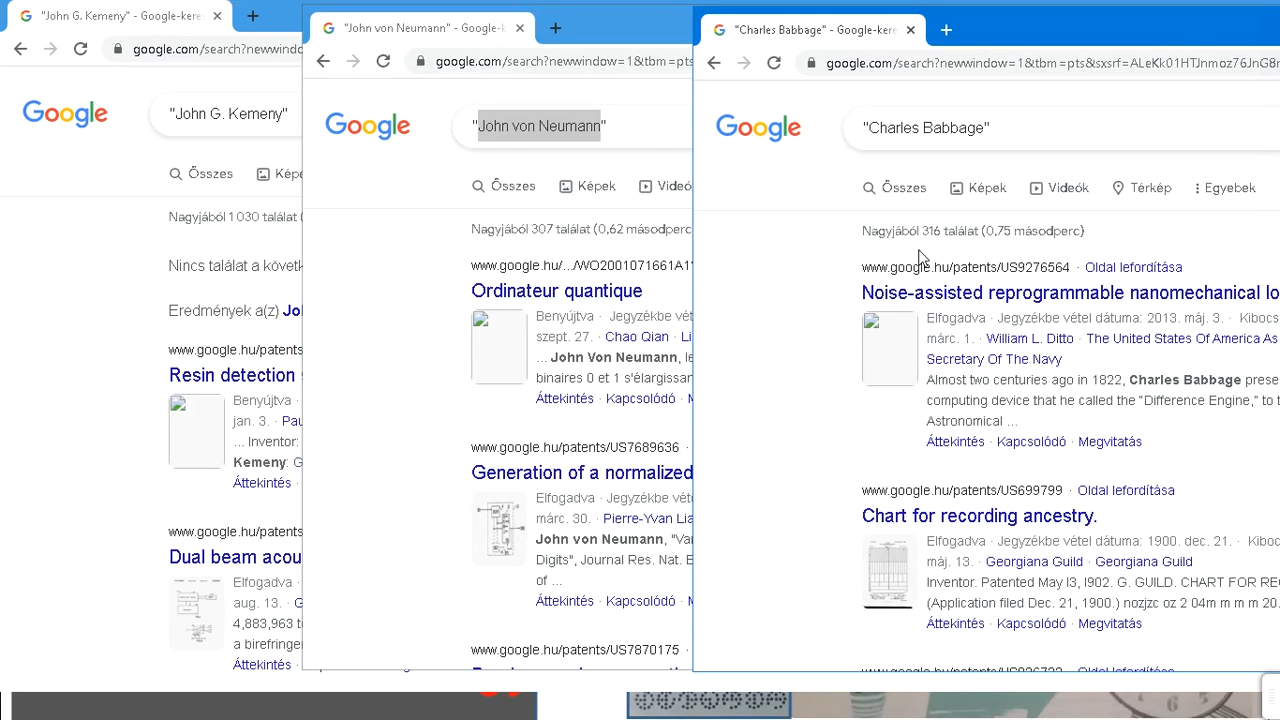 "John G. Kemeny" - Google-kere
google.com/search?newwindo
Google
"John G. Kemeny"
Összes
Képe
Nagyjából 1 030 találat (
Nincs találat a követk
Eredmények a(z) Jo
www.google.hu/patents
Resin detection
Benyújtva ·
jan. 3. · Pau
... Inventor:
Kemeny: G
Áttekintés
www.google.hu/patents
Dual beam acou
Elfogadva ·
aug. 13. · G
4,883,963 to
a birefringer
Áttekintés
"John von Neumann" - Google-k
google.com/search?newwindow=1&tbm=pts
Google
"John von Neumann"
Összes
Képek
Videó
Nagyjából 307 találat (0,62 másodperc
www.google.hu/.../WO2001071661A1
Ordinateur quantique
Benyújtva · Jegyzékbe vét
szept. 27. · Chao Qian · Li
... John Von Neumann, le
binaires 0 et 1 s'élargissan
Áttekintés · Kapcsolódó · M
www.google.hu/patents/US7689636 ·
Generation of a normalized
Elfogadva · Jegyzékbe véte
márc. 30. · Pierre-Yvan Lia
John von Neumann, "Var
Digits", Journal Res. Nat. E
of ...
Áttekintés · Kapcsolódó · M
www.google.hu/patents/US7870175 ·
"Charles Babbage" - Google-kere
google.com/search?newwindow=1&tbm=pts&sxsrf=ALeKk01HTJnmoz76JnG8r
Google
"Charles Babbage"
Összes
Képek
Videók
Térkép
Egyebek
Nagyjából 316 találat (0,75 másodperc)
www.google.hu/patents/US9276564 · Oldal lefordítása
Noise-assisted reprogrammable nanomechanical lo
Elfogadva · Jegyzékbe vétel dátuma: 2013. máj. 3. · Kibocs
márc. 1. · William L. Ditto · The United States Of America As
Secretary Of The Navy
Almost two centuries ago in 1822, Charles Babbage prese
computing device that he called the "Difference Engine," to t
Astronomical ...
Áttekintés · Kapcsolódó · Megvitatás
www.google.hu/patents/US699799 · Oldal lefordítása
Chart for recording ancestry.
Elfogadva · Jegyzékbe vétel dátuma: 1900. dec. 21. · Kiboc
máj. 13. · Georgiana Guild · Georgiana Guild
Inventor. Patented May I3, I902. G. GUILD. CHART FOR RE
(Application filed Dec. 21, 1900.) nozjzc oz 2 04m m m m 20.
Áttekintés · Kapcsolódó · Megvitatás